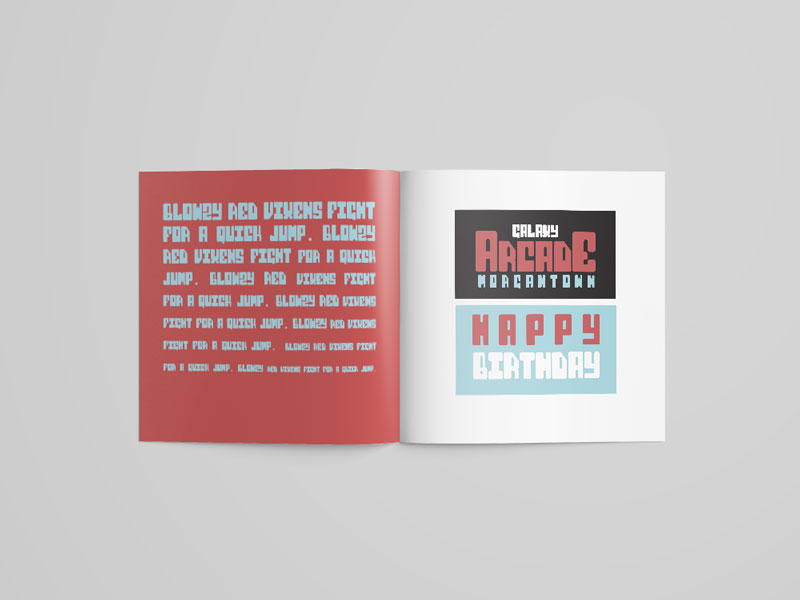 GLOWZY RED VIXENS FIGHT
FOR A QUICK JUMP. GLOWZY
RED VIXENS FIGHT FOR A QUICK
JUMP. GLOWZY RED VIXENS FIGHT
FOR A QUICK JUMP. GLOWZY RED VIXENS
FIGHT FOR A QUICK JUMP. GLOWZY RED VIXENS
FIGHT FOR A QUICK JUMP. GLOWZY RED VIXENS FIGHT
FOR A QUICK JUMP. GLOWZY RED VIXENS FIGHT FOR A QUICK JUMP.
GALAXY
ARCADE
MORGANTOWN
HAPPY
BIRTHDAY